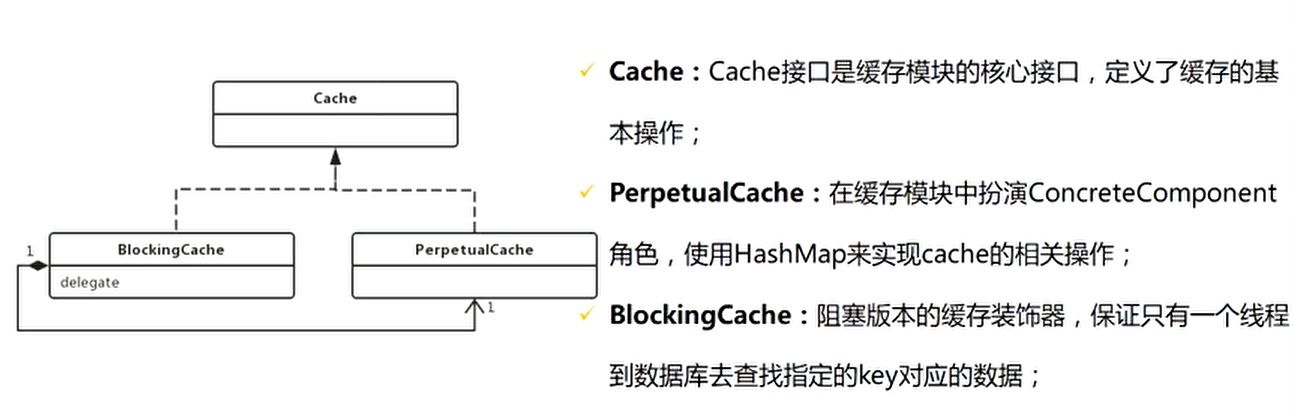 Cache
BlockingCache
delegate
PerpetualCache
1
1
Cache：Cache接口是缓存模块的核心接口，定义了缓存的基
本操作；
PerpetualCache：在缓存模块中扮演ConcreteComponent
角色，使用HashMap来实现cache的相关操作；
BlockingCache：阻塞版本的缓存装饰器，保证只有一个线程
到数据库去查找指定的key对应的数据；